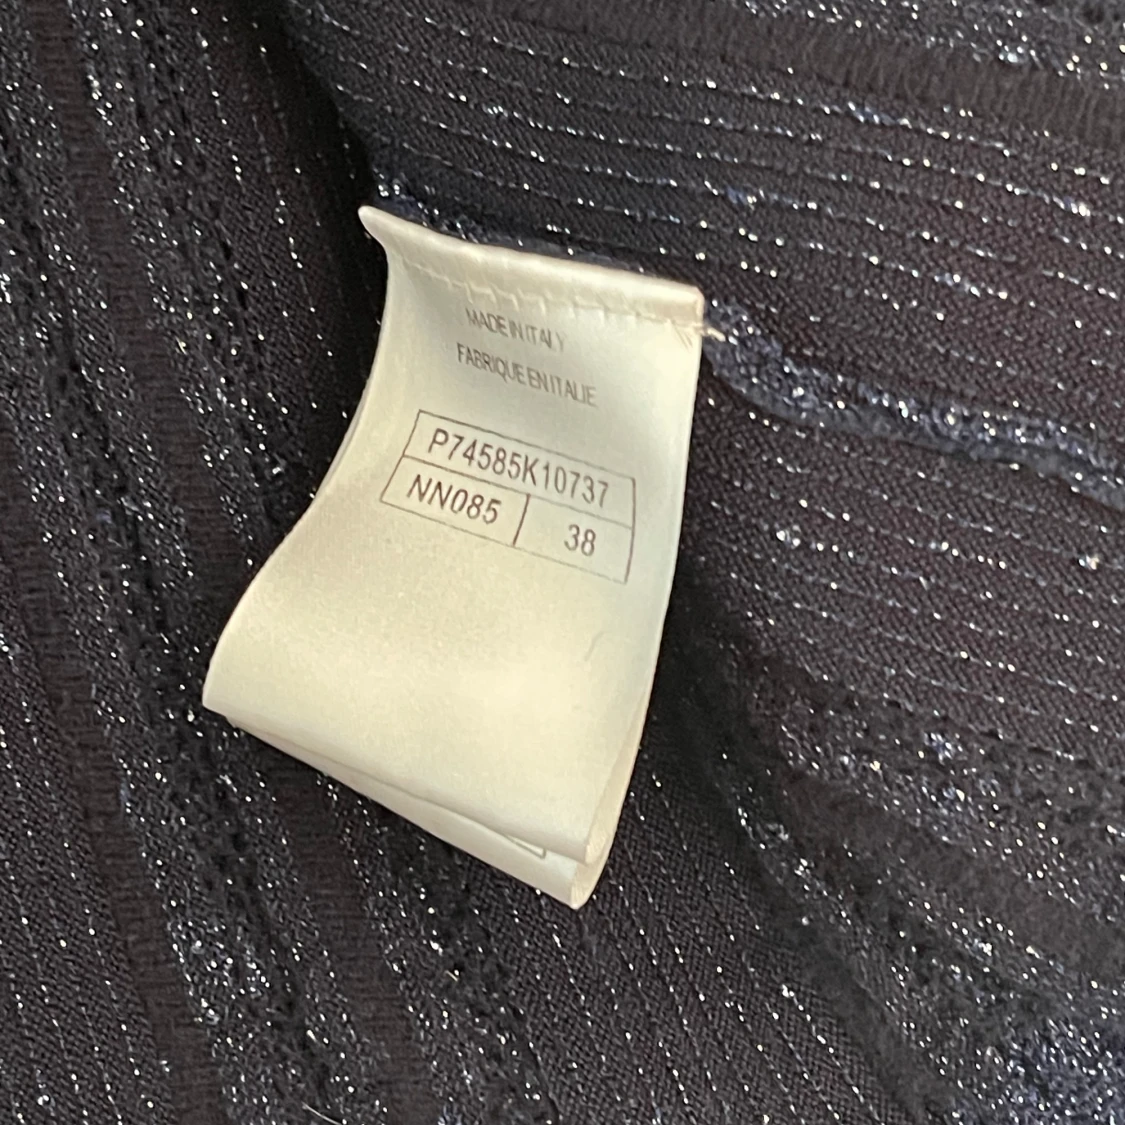 MADE IN ITALY
FABRIQUE EN ITALIE
P74585K10737
NN085 38